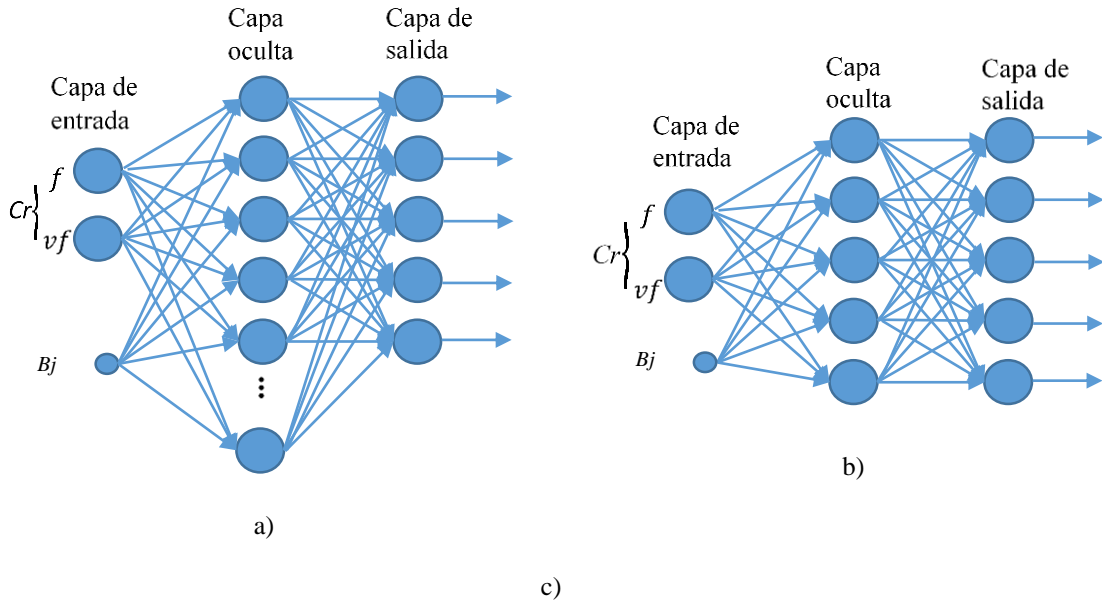 Capa
oculta
Capa de
salida
Capa de
entrada
f
Cr{
vf
Bj
a)
Capa
oculta
Capa de
salida
Capa de
entrada
f
Cr{
vf
Bj
b)
c)